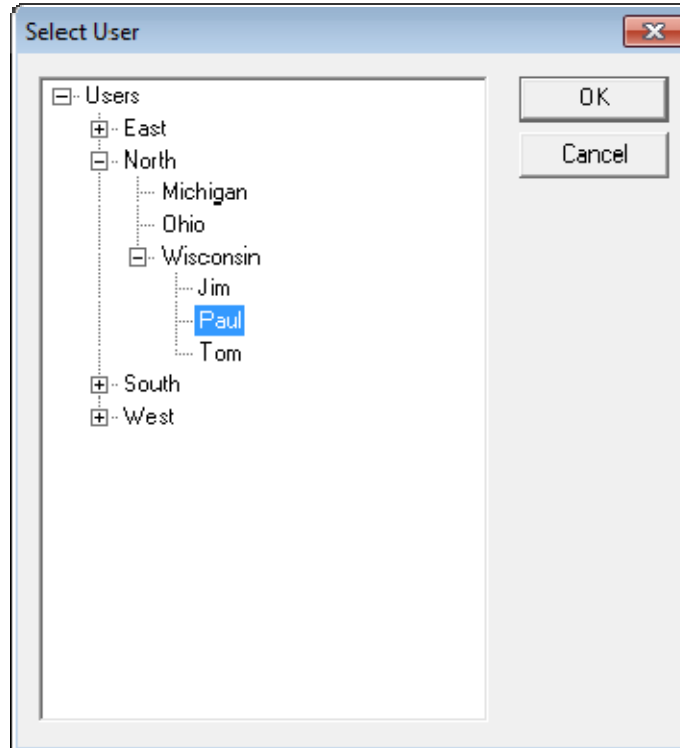 Select User
Users
OK
East
Cancel
North
Michigan
Ohio
Wisconsin
Jim
Paul
Tom
South
West